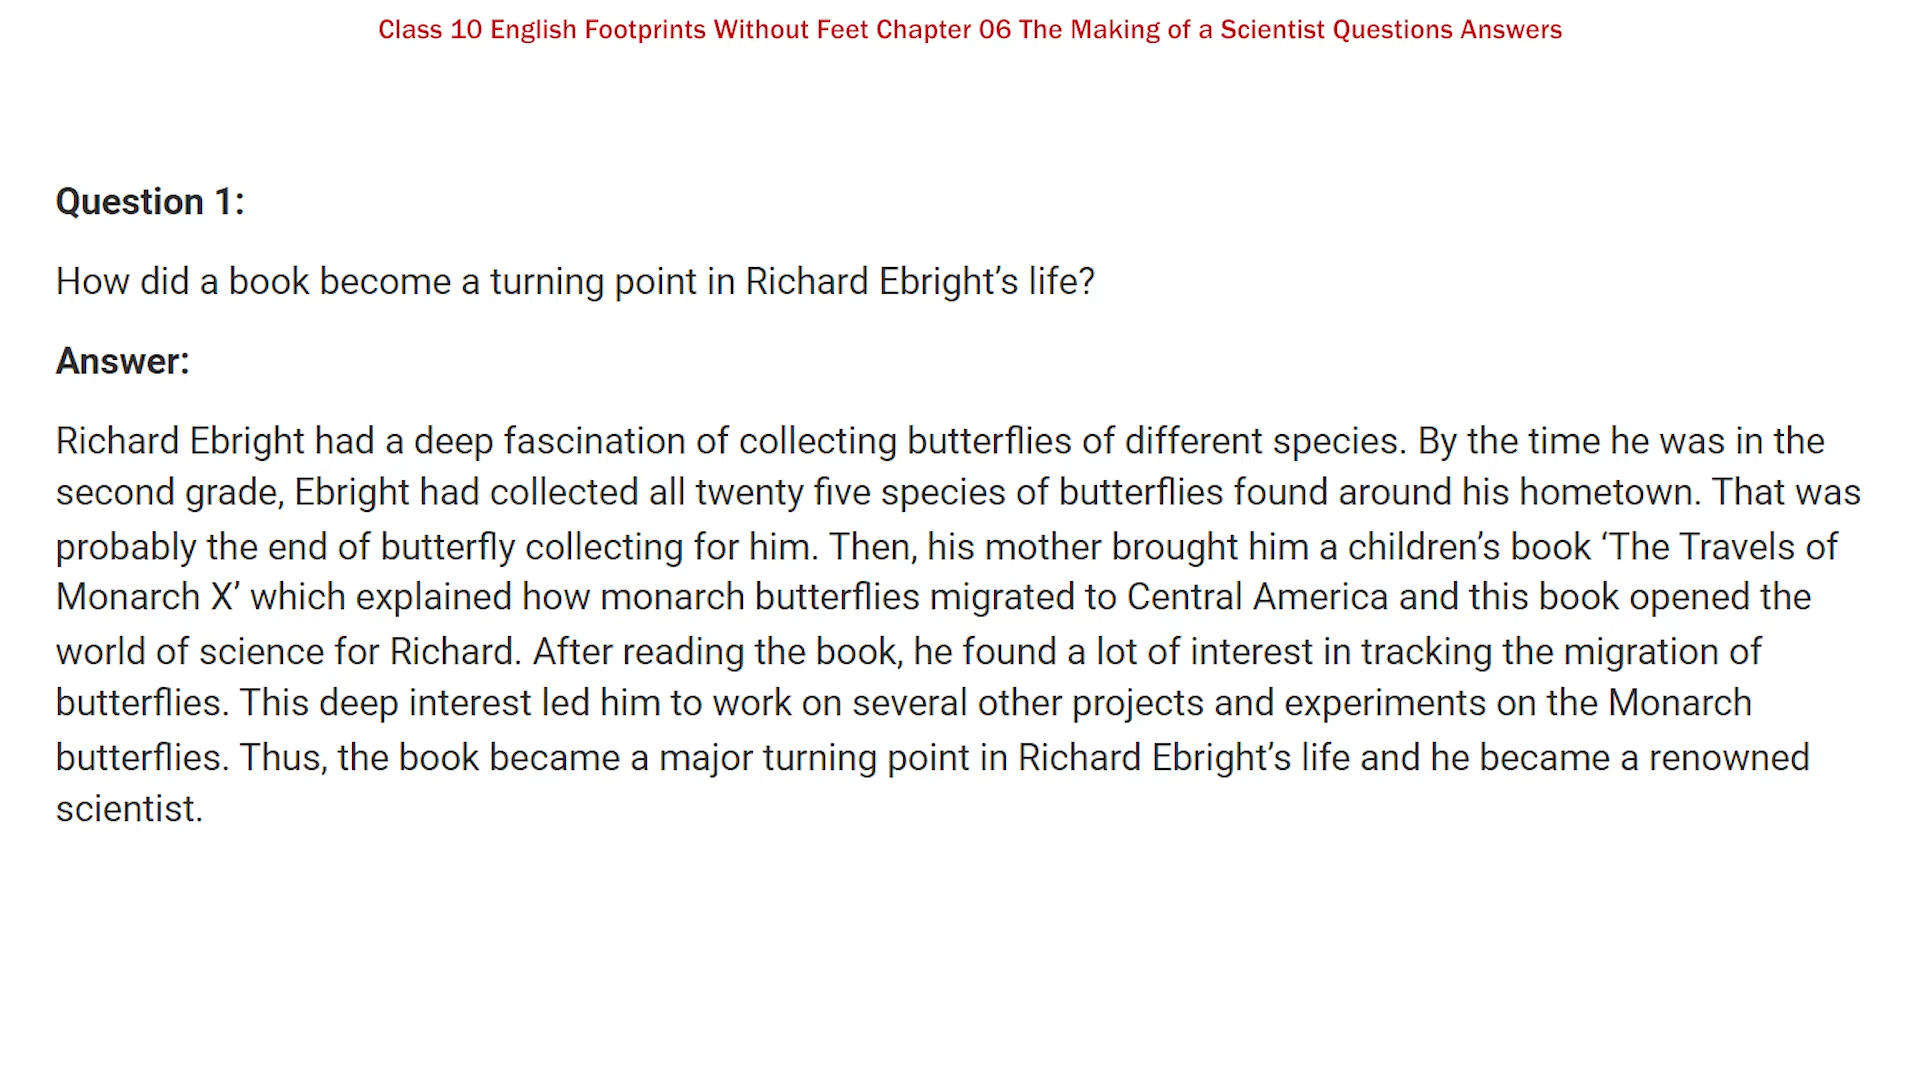 Class 10 English Footprints Without Feet Chapter 06 The Making of a Scientist Questions Answers
Question 1:
How did a book become a turning point in Richard Ebright’s life?
Answer:
Richard Ebright had a deep fascination of collecting butterflies of different species. By the time he was in the
second grade, Ebright had collected all twenty five species of butterflies found around his hometown. That was
probably the end of butterfly collecting for him. Then, his mother brought him a children’s book ‘The Travels of
Monarch X’ which explained how monarch butterflies migrated to Central America and this book opened the
world of science for Richard. After reading the book, he found a lot of interest in tracking the migration of
butterflies. This deep interest led him to work on several other projects and experiments on the Monarch
butterflies. Thus, the book became a major turning point in Richard Ebright’s life and he became a renowned
scientist.